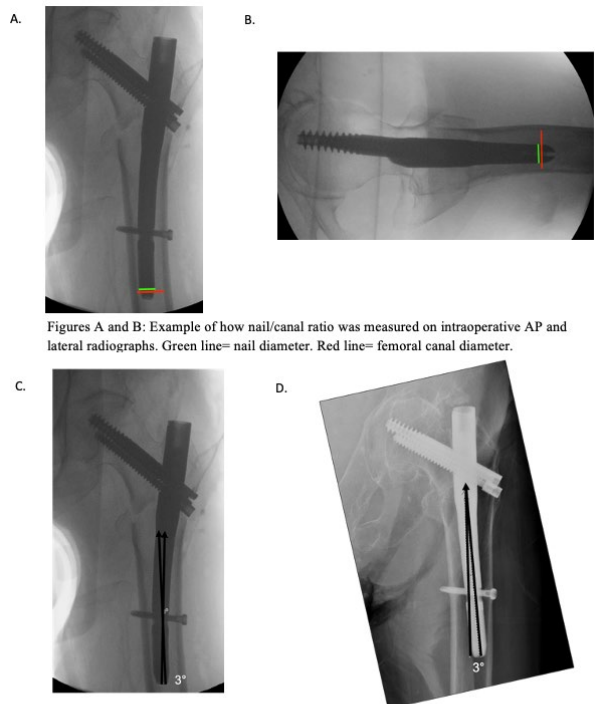 A.
B.
Figures A and B: Example of how nail/canal ratio was measured on intraoperative AP and
lateral radiographs. Green line= nail diameter. Red line= femoral canal diameter.
C.
D.
3°
3°